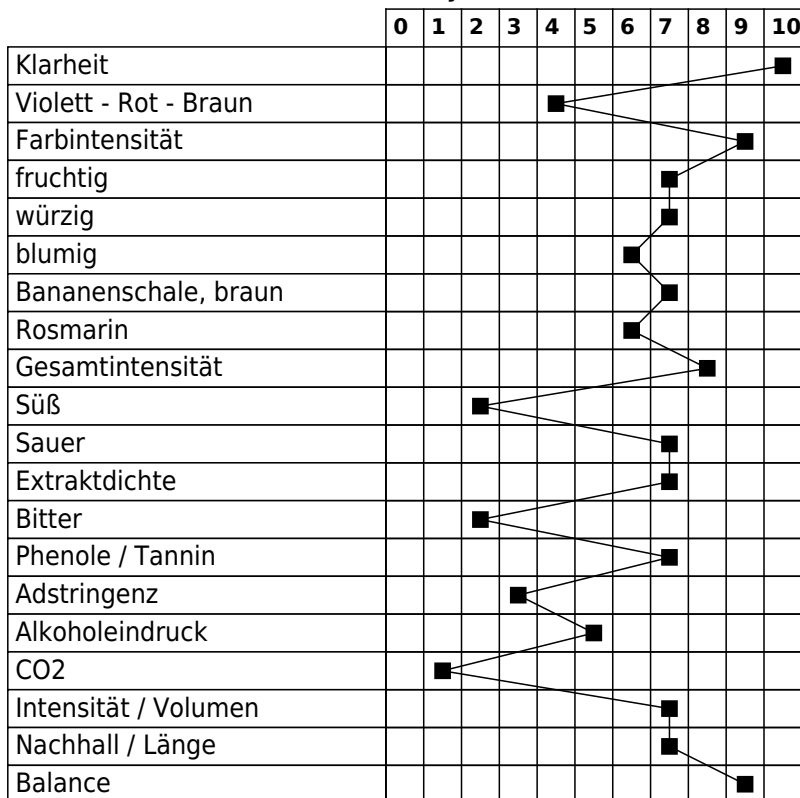 0 1 2 3 4 5 6 7 8 9 10
Klarheit
Violett - Rot - Braun
Farbintensität
fruchtig
würzig
blumig
Bananenschale, braun
Rosmarin
Gesamtintensität
Süß
Sauer
Extraktdichte
Bitter
Phenole / Tannin
Adstringenz
Alkoholeindruck
CO2
Intensität / Volumen
Nachhall / Länge
Balance